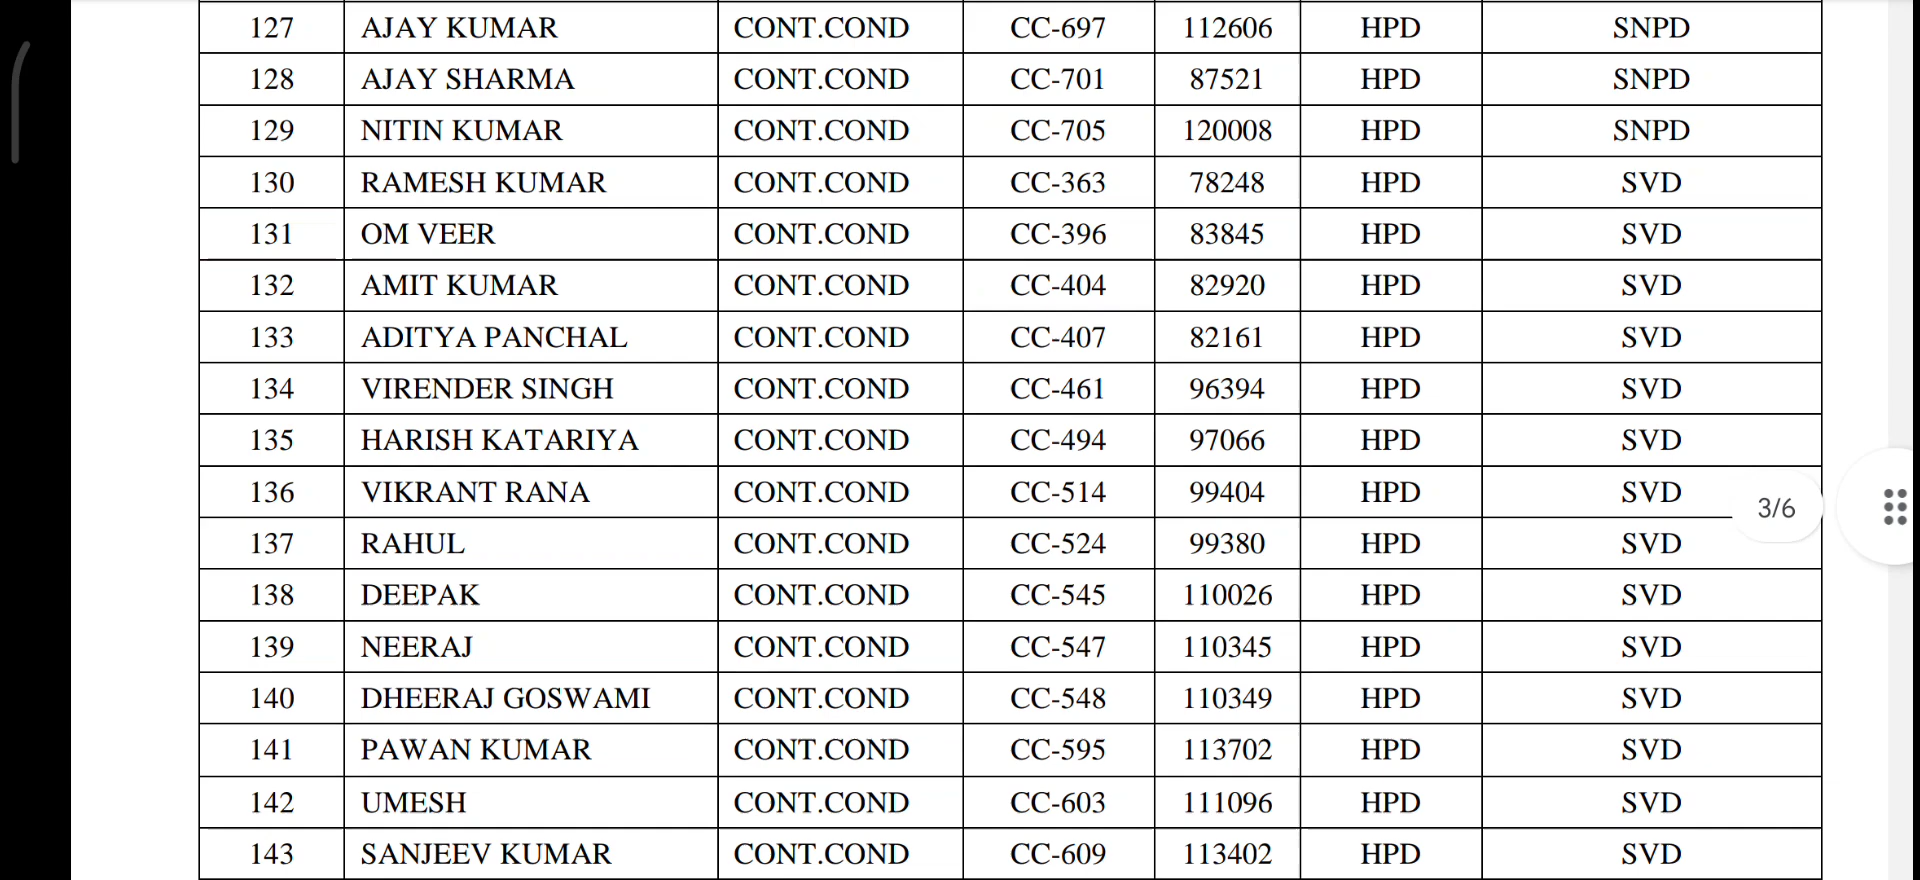 127 AJAY KUMAR CONT.COND CC-697 112606 HPD SNPD
128 AJAY SHARMA CONT.COND CC-701 87521 HPD SNPD
129 NITIN KUMAR CONT.COND CC-705 120008 HPD SNPD
130 RAMESH KUMAR CONT.COND CC-363 78248 HPD SVD
131 OM VEER CONT.COND CC-396 83845 HPD SVD
132 AMIT KUMAR CONT.COND CC-404 82920 HPD SVD
133 ADITYA PANCHAL CONT.COND CC-407 82161 HPD SVD
134 VIRENDER SINGH CONT.COND CC-461 96394 HPD SVD
135 HARISH KATARIYA CONT.COND CC-494 97066 HPD SVD
136 VIKRANT RANA CONT.COND CC-514 99404 HPD SVD
3/6
137 RAHUL CONT.COND CC-524 99380 HPD SVD
138 DEEPAK CONT.COND CC-545 110026 HPD SVD
139 NEERAJ CONT.COND CC-547 110345 HPD SVD
140 DHEERAJ GOSWAMI CONT.COND CC-548 110349 HPD SVD
141 PAWAN KUMAR CONT.COND CC-595 113702 HPD SVD
142 UMESH CONT.COND CC-603 111096 HPD SVD
143 SANJEEV KUMAR CONT.COND CC-609 113402 HPD SVD